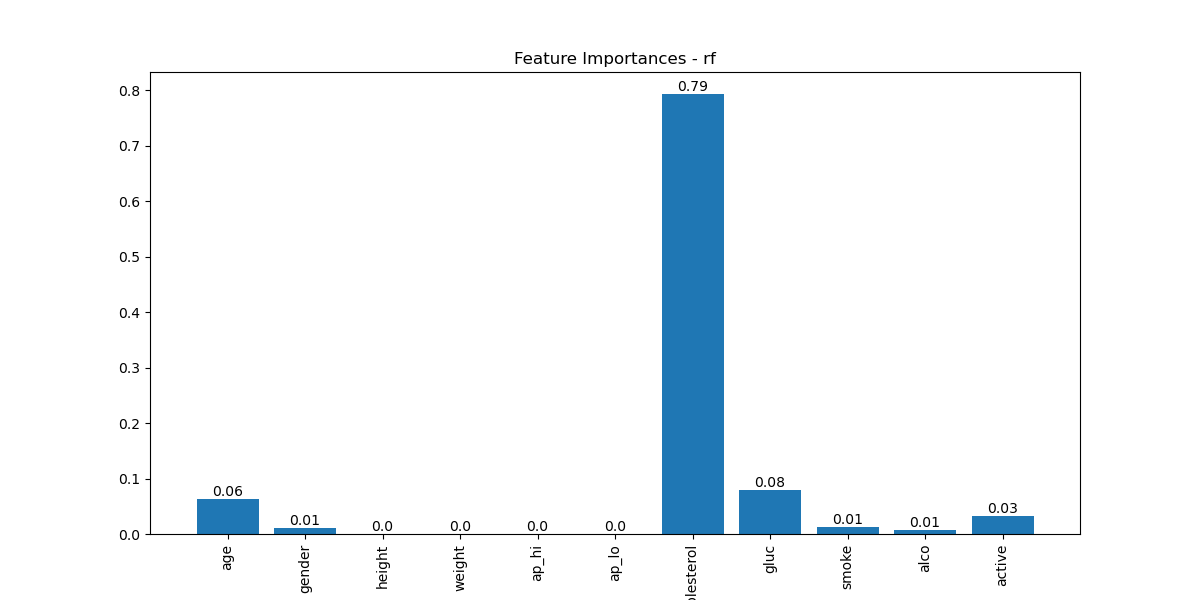 Feature Importances - rf
0.8
0.7
0.6
0.5
0.4
0.3
0.2
0.1
0.0
0.06
0.01
0.0
0.0
0.0
0.0
0.79
0.08
0.01
0.01
0.03
age
gender
height
weight
ap_hi
ap_lo
olesterol
gluc
smoke
alco
active